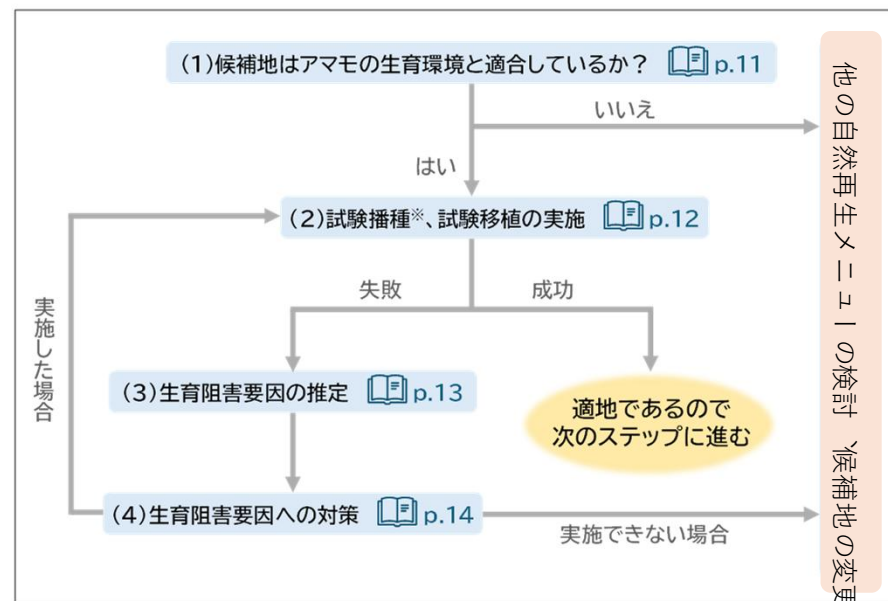 (1)候補地はアマモの生育環境と適合しているか? p.11
いいえ
はい
(2)試験播種※、試験移植の実施 p.12
失敗
成功
(3)生育阻害要因の推定 p.13
適地であるので
次のステップに進む
(4)生育阻害要因への対策 p.14
実施した場合
実施できない場合
他の自然再生メニューの検討、候補地の変更